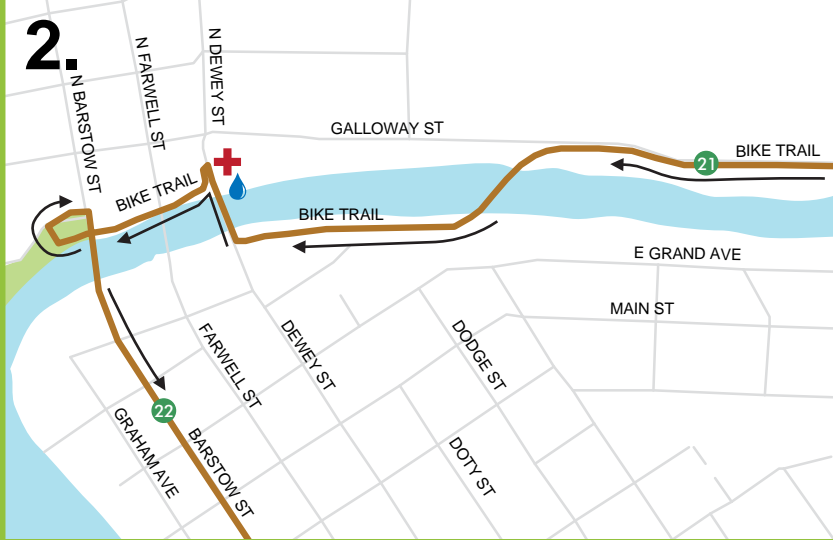 2.
N BARSTOW ST
N FARWELL ST
N DEWEY ST
GALLOWAY ST
21
BIKE TRAIL
BIKE TRAIL
BIKE TRAIL
E GRAND AVE
MAIN ST
FARWELL ST
DEWEY ST
DODGE ST
22
GRAHAM AVE
BARSTOW ST
DOTY ST